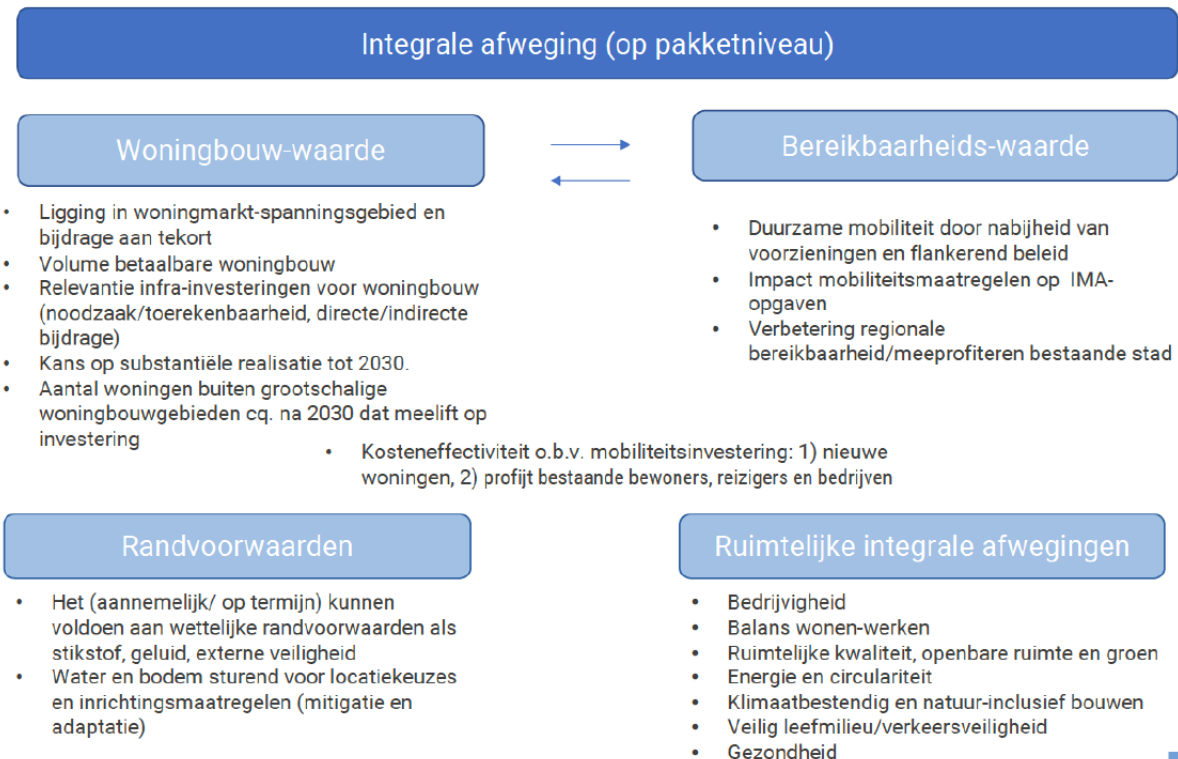 Integrale afweging (op pakketniveau)
Woningbouw-waarde
• Ligging in woningmarkt-spanningsgebied en
bijdrage aan tekort
• Volume betaalbare woningbouw
• Relevantie infra-investeringen voor woningbouw
(noodzaak/toerekenbaarheid, directe/indirecte
bijdrage)
• Kans op substantiële realisatie tot 2030.
• Aantal woningen buiten grootschalige
woningbouwgebieden cq. na 2030 dat meelift op
investering
Bereikbaarheids-waarde
• Duurzame mobiliteit door nabijheid van
voorzieningen en flankerend beleid
• Impact mobiliteitsmaatregelen op IMA-
opgaven
• Verbetering regionale
bereikbaarheid/meeprofiteren bestaande stad
• Kosteneffectiviteit o.b.v. mobiliteitsinvestering: 1) nieuwe
woningen, 2) profijt bestaande bewoners, reizigers en bedrijven
Randvoorwaarden
• Het (aannemelijk/ op termijn) kunnen
voldoen aan wettelijke randvoorwaarden als
stikstof, geluid, externe veiligheid
• Water en bodem sturend voor locatiekeuzes
en inrichtingsmaatregelen (mitigatie en
adaptatie)
Ruimtelijke integrale afwegingen
• Bedrijvigheid
• Balans wonen-werken
• Ruimtelijke kwaliteit, openbare ruimte en groen
• Energie en circulariteit
• Klimaatbestendig en natuur-inclusief bouwen
• Veilig leefmilieu/verkeersveiligheid
• Gezondheid